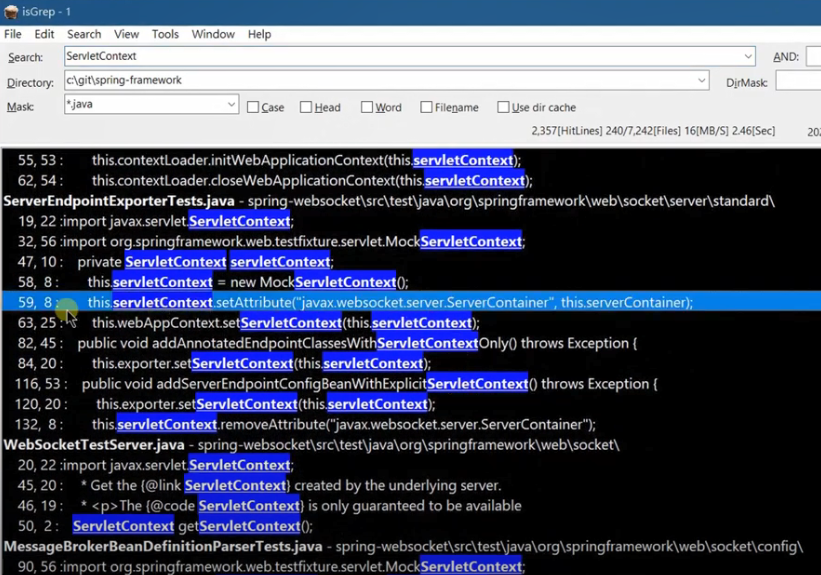 isGrep - 1
File Edit Search View Tools Window Help
Search: ServletContext AND:
Directory: c:\git\spring-framework DirMask:
Mask: *.java Case Head Word Filename Use dir cache
2,357[HitLines] 240/7,242[Files] 16[MB/S] 2.46[Sec] 202
55, 53 : this.contextLoader.initWebApplicationContext(this.servletContext);
62, 54 : this.contextLoader.closeWebApplicationContext(this.servletContext);
ServerEndpointExporterTests.java - spring-websocket\src\test\java\org\springframework\web\socket\server\standard\
19, 22 :import javax.servlet.ServletContext;
32, 56 :import org.springframework.web.testfixture.servlet.MockServletContext;
47, 10 : private ServletContext servletContext;
58, 8 : this.servletContext = new MockServletContext();
59, 8 : this.servletContext.setAttribute("javax.websocket.server.ServerContainer", this.serverContainer);
63, 25 : this.webAppContext.setServletContext(this.servletContext);
82, 45 : public void addAnnotatedEndpointClassesWithServletContextOnly() throws Exception {
84, 20 : this.exporter.setServletContext(this.servletContext);
116, 53 : public void addServerEndpointConfigBeanWithExplicitServletContext() throws Exception {
120, 20 : this.exporter.setServletContext(this.servletContext);
132, 8 : this.servletContext.removeAttribute("javax.websocket.server.ServerContainer");
WebSocketTestServer.java - spring-websocket\src\test\java\org\springframework\web\socket\
20, 22 :import javax.servlet.ServletContext;
45, 20 : * Get the {@link ServletContext} created by the underlying server.
46, 19 : * <p>The {@code ServletContext} is only guaranteed to be available
50, 2 : ServletContext getServletContext();
MessageBrokerBeanDefinitionParserTests.java - spring-websocket\src\test\java\org\springframework\web\socket\config\
90, 56 :import org.springframework.web.testfixture.servlet.MockServletContext;